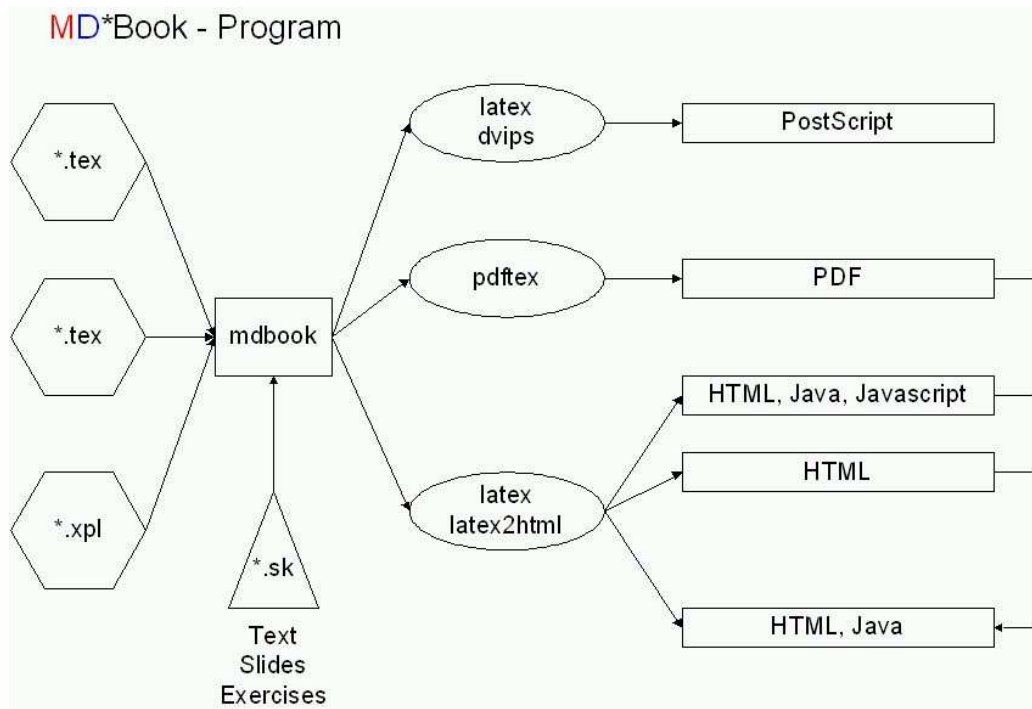 MD*Book - Program
*.tex
*.tex
*.xpl
mdbook
*.sk
Text
Slides
Exercises
latex
dvips
pdftex
latex
latex2html
PostScript
PDF
HTML, Java, Javascript
HTML
HTML, Java